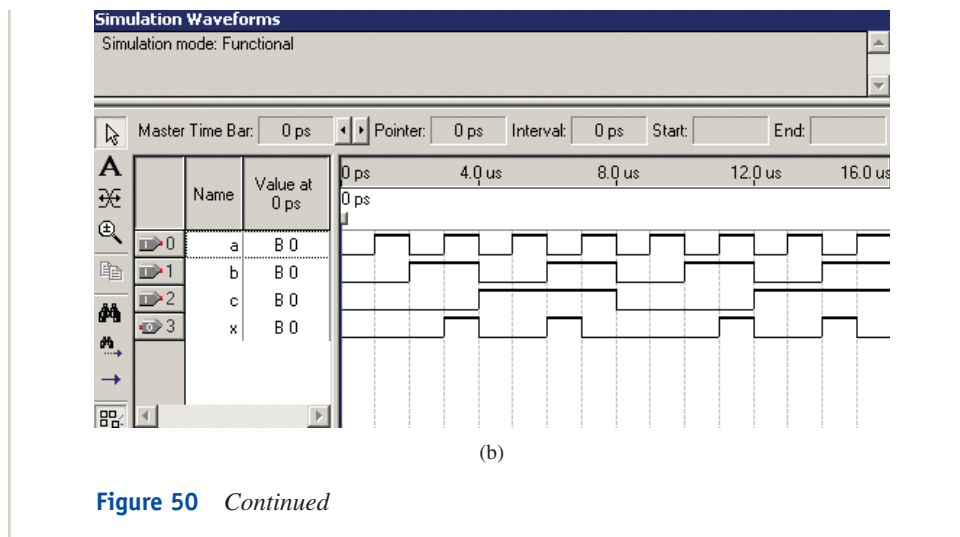 Simulation Waveforms
Simulation mode: Functional
Master Time Bar: 0 ps Pointer: 0 ps Interval: 0 ps Start: End:
A
Name Value at 0 ps
0 ps 4.0 us 8.0 us 12.0 us 16.0 us
0 ps
0 a B 0
1 b B 0
2 c B 0
3 x B 0
(b)
Figure 50 Continued